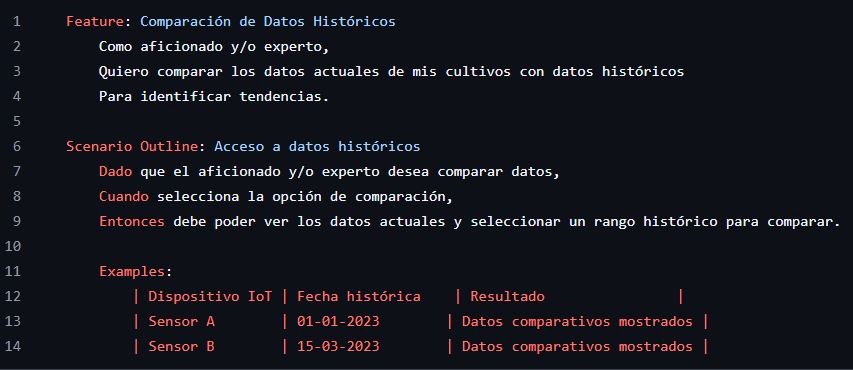 1 Feature: Comparación de Datos Históricos
2 Como aficionado y/o experto,
3 Quiero comparar los datos actuales de mis cultivos con datos históricos
4 Para identificar tendencias.
5
6 Scenario Outline: Acceso a datos históricos
7 Dado que el aficionado y/o experto desea comparar datos,
8 Cuando selecciona la opción de comparación,
9 Entonces debe poder ver los datos actuales y seleccionar un rango histórico para comparar.
10
11 Examples:
12 | Dispositivo IoT | Fecha histórica | Resultado |
13 | Sensor A | 01-01-2023 | Datos comparativos mostrados |
14 | Sensor B | 15-03-2023 | Datos comparativos mostrados |